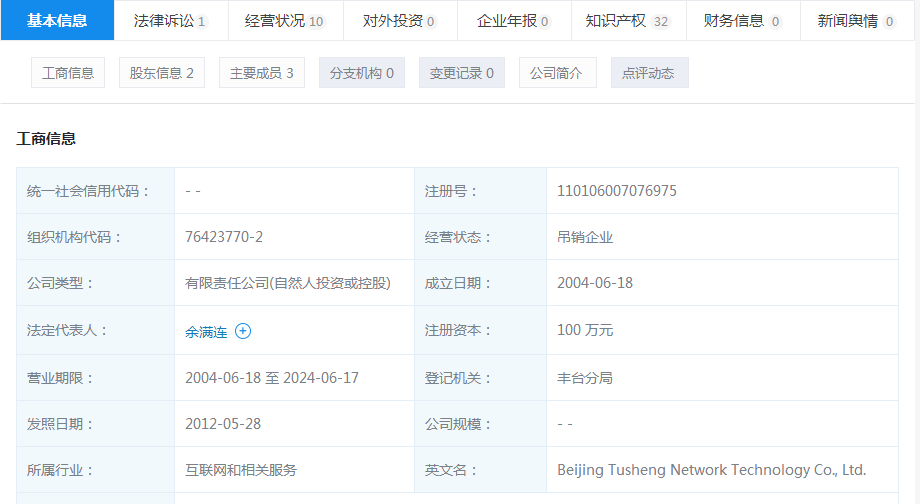 基本信息 法律诉讼 1 经营状况 10 对外投资 0 企业年报 0 知识产权 32 财务信息 0 新闻舆情 0
工商信息 股东信息 2 主要成员 3 分支机构 0 变更记录 0 公司简介 点评动态
工商信息
统一社会信用代码： - - 注册号： 110106007076975
组织机构代码： 76423770-2 经营状态： 吊销企业
公司类型： 有限责任公司(自然人投资或控股) 成立日期： 2004-06-18
法定代表人： 余满连 注册资本： 100 万元
营业期限： 2004-06-18 至 2024-06-17 登记机关： 丰台分局
发照日期： 2012-05-28 公司规模： - -
所属行业： 互联网和相关服务 英文名： Beijing Tusheng Network Technology Co., Ltd.